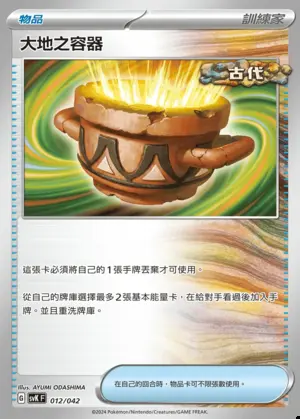 物品
訓練家
大地之容器
古代
這張卡必須將自己的1張手牌丟棄才可使用。
從自己的牌庫選擇最多2張基本能量卡，在給對手看過後加入手
牌。並且重洗牌庫。
Illus. AYUMI ODASHIMA
G svK F 012/042
在自己的回合時，物品卡可不限張數使用。
©2024 Pokémon/Nintendo/Creatures/GAME FREAK.